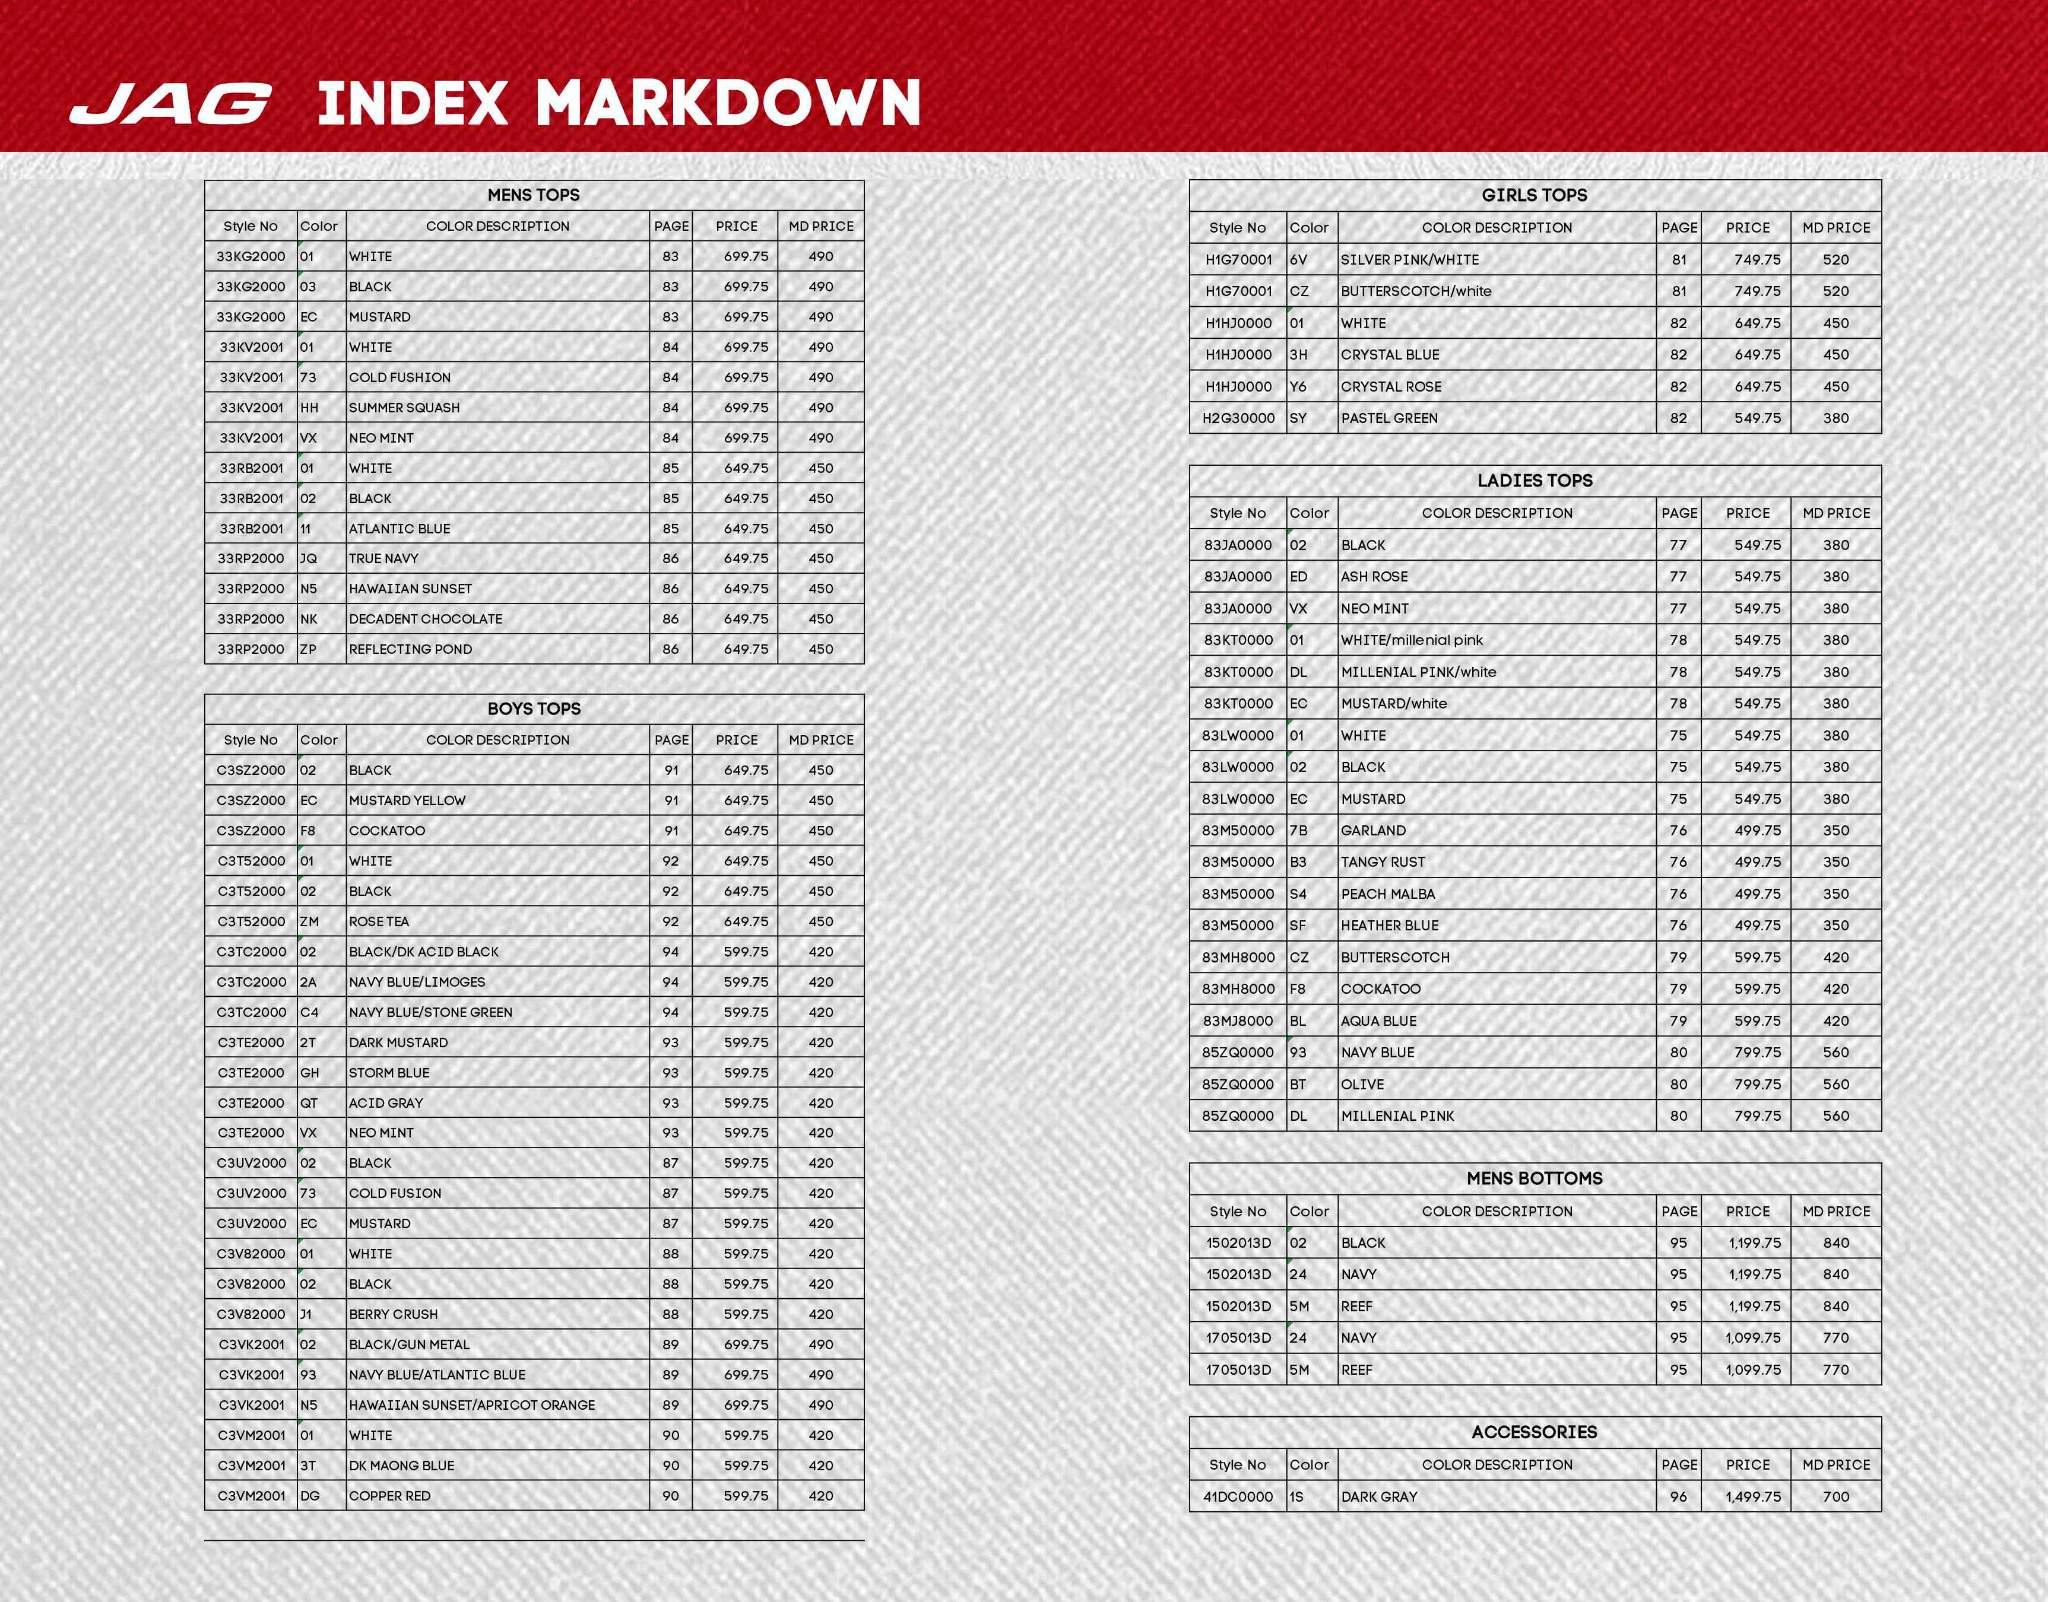 JAG INDEX MARKDOWN
MENS TOPS
Style No Color COLOR DESCRIPTION PAGE PRICE MD PRICE
33KG2000 01 WHITE 83 699.75 490
33KG2000 03 BLACK 83 699.75 490
33KG2000 EC MUSTARD 83 699.75 490
33KV2001 01 WHITE 84 699.75 490
33KV2001 73 COLD FUSHION 84 699.75 490
33KV2001 HH SUMMER SQUASH 84 699.75 490
33KV2001 VX NEO MINT 84 699.75 490
33RB2001 01 WHITE 85 649.75 450
33RB2001 02 BLACK 85 649.75 450
33RB2001 11 ATLANTIC BLUE 85 649.75 450
33RP2000 JQ TRUE NAVY 86 649.75 450
33RP2000 N5 HAWAIIAN SUNSET 86 649.75 450
33RP2000 NK DECADENT CHOCOLATE 86 649.75 450
33RP2000 ZP REFLECTING POND 86 649.75 450
BOYS TOPS
Style No Color COLOR DESCRIPTION PAGE PRICE MD PRICE
C3SZ2000 02 BLACK 91 649.75 450
C3SZ2000 EC MUSTARD YELLOW 91 649.75 450
C3SZ2000 F8 COCKATOO 91 649.75 450
C3T52000 01 WHITE 92 649.75 450
C3T52000 02 BLACK 92 649.75 450
C3T52000 ZM ROSE TEA 92 649.75 450
C3TC2000 02 BLACK/DK ACID BLACK 94 599.75 420
C3TC2000 2A NAVY BLUE/LIMOGES 94 599.75 420
C3TC2000 C4 NAVY BLUE/STONE GREEN 94 599.75 420
C3TE2000 2T DARK MUSTARD 93 599.75 420
C3TE2000 GH STORM BLUE 93 599.75 420
C3TE2000 QT ACID GRAY 93 599.75 420
C3TE2000 VX NEO MINT 93 599.75 420
C3UV2000 02 BLACK 87 599.75 420
C3UV2000 73 COLD FUSION 87 599.75 420
C3UV2000 EC MUSTARD 87 599.75 420
C3V82000 01 WHITE 88 599.75 420
C3V82000 02 BLACK 88 599.75 420
C3V82000 J1 BERRY CRUSH 88 599.75 420
C3VK2001 02 BLACK/GUN METAL 89 699.75 490
C3VK2001 93 NAVY BLUE/ATLANTIC BLUE 89 699.75 490
C3VK2001 N5 HAWAIIAN SUNSET/APRICOT ORANGE 89 699.75 490
C3VM2001 01 WHITE 90 599.75 420
C3VM2001 3T DK MAONG BLUE 90 599.75 420
C3VM2001 DG COPPER RED 90 599.75 420
GIRLS TOPS
Style No Color COLOR DESCRIPTION PAGE PRICE MD PRICE
H1G70001 6V SILVER PINK/WHITE 81 749.75 520
H1G70001 CZ BUTTERSCOTCH/white 81 749.75 520
H1HJ0000 01 WHITE 82 649.75 450
H1HJ0000 3H CRYSTAL BLUE 82 649.75 450
H1HJ0000 Y6 CRYSTAL ROSE 82 649.75 450
H2G30000 SY PASTEL GREEN 82 549.75 380
LADIES TOPS
Style No Color COLOR DESCRIPTION PAGE PRICE MD PRICE
83JA0000 02 BLACK 77 549.75 380
83JA0000 ED ASH ROSE 77 549.75 380
83JA0000 VX NEO MINT 77 549.75 380
83KT0000 01 WHITE/millenial pink 78 549.75 380
83KT0000 DL MILLENIAL PINK/white 78 549.75 380
83KT0000 EC MUSTARD/white 78 549.75 380
83LW0000 01 WHITE 75 549.75 380
83LW0000 02 BLACK 75 549.75 380
83LW0000 EC MUSTARD 75 549.75 380
83M50000 7B GARLAND 76 499.75 350
83M50000 B3 TANGY RUST 76 499.75 350
83M50000 S4 PEACH MALBA 76 499.75 350
83M50000 SF HEATHER BLUE 76 499.75 350
83MH8000 CZ BUTTERSCOTCH 79 599.75 420
83MH8000 F8 COCKATOO 79 599.75 420
83MJ8000 BL AQUA BLUE 79 599.75 420
85ZQ0000 93 NAVY BLUE 80 799.75 560
85ZQ0000 BT OLIVE 80 799.75 560
85ZQ0000 DL MILLENIAL PINK 80 799.75 560
MENS BOTTOMS
Style No Color COLOR DESCRIPTION PAGE PRICE MD PRICE
1502013D 02 BLACK 95 1,199.75 840
1502013D 24 NAVY 95 1,199.75 840
1502013D 5M REEF 95 1,199.75 840
1705013D 24 NAVY 95 1,099.75 770
1705013D 5M REEF 95 1,099.75 770
ACCESSORIES
Style No Color COLOR DESCRIPTION PAGE PRICE MD PRICE
41DC0000 1S DARK GRAY 96 1,499.75 700